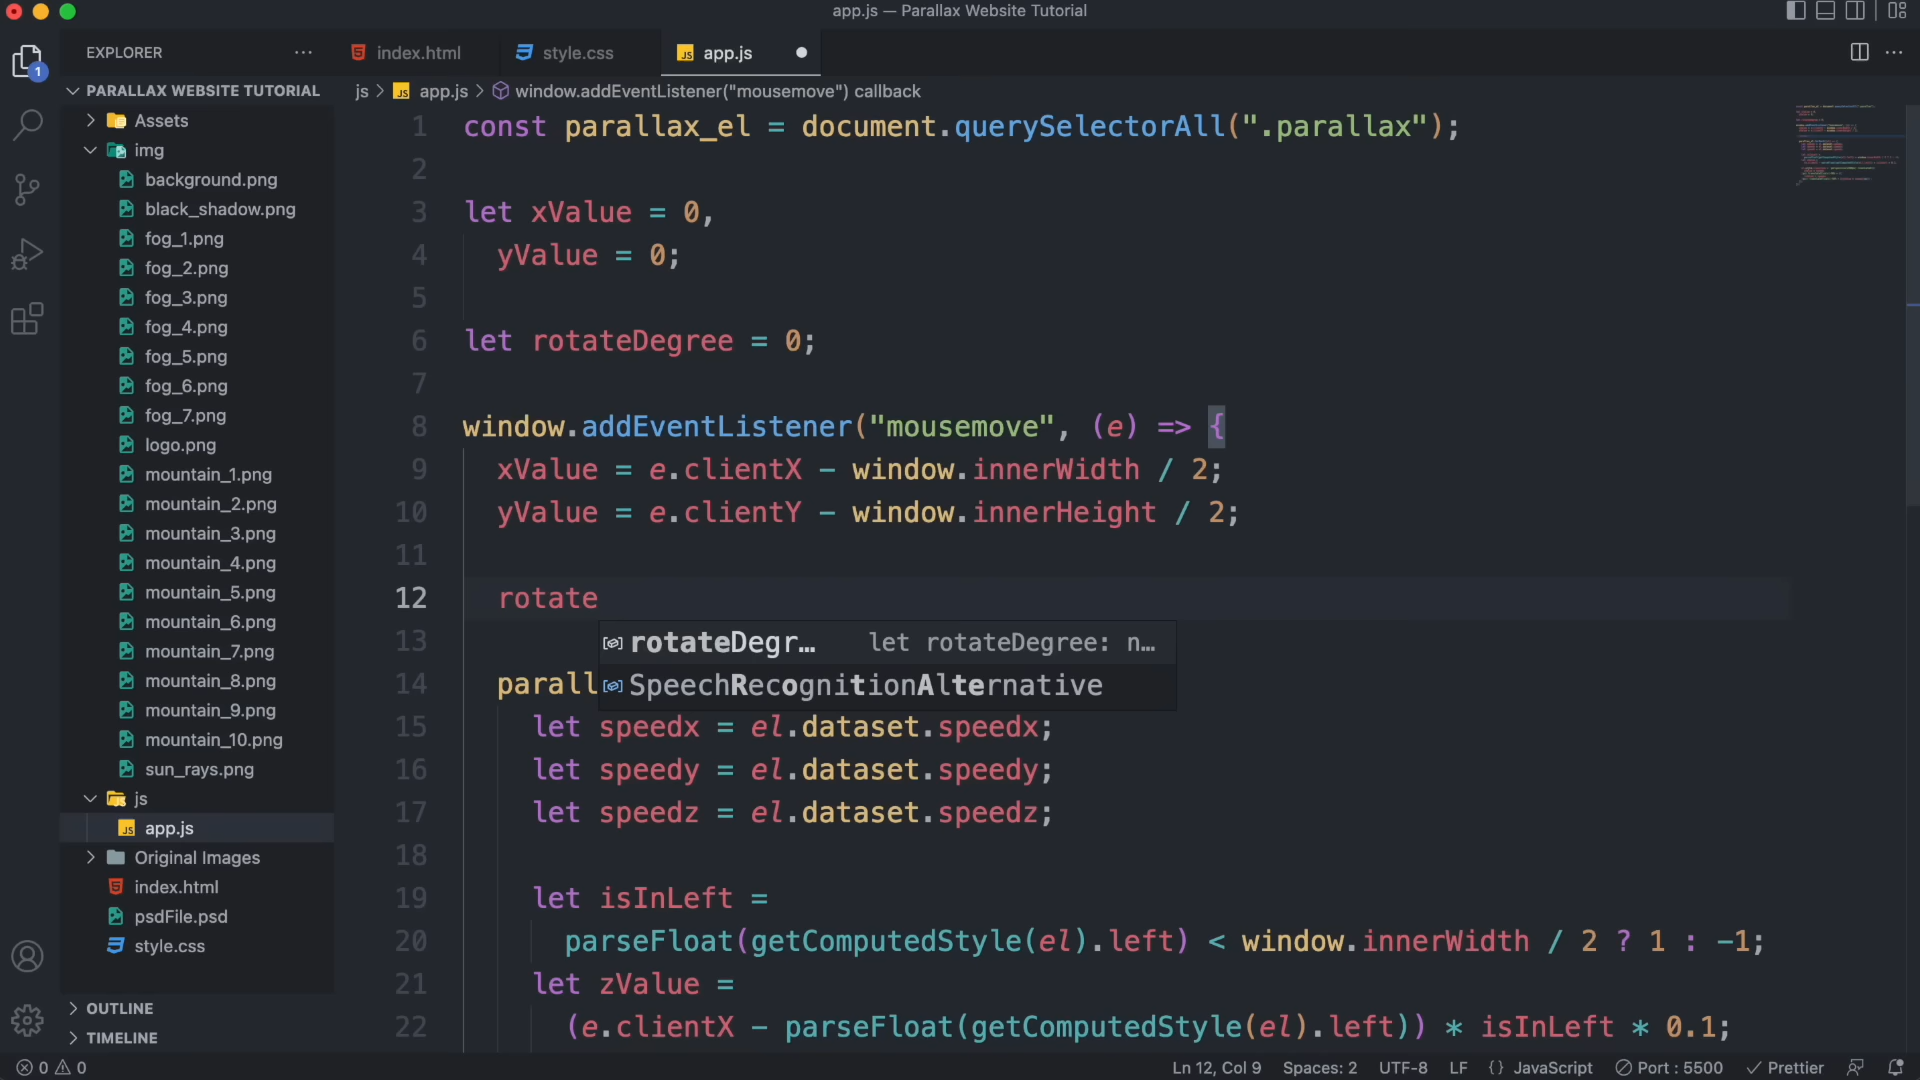 app.js — Parallax Website Tutorial
EXPLORER
index.html
style.css
app.js
1
PARALLAX WEBSITE TUTORIAL
js > app.js > window.addEventListener("mousemove") callback
Assets
img
background.png
black_shadow.png
fog_1.png
fog_2.png
fog_3.png
fog_4.png
fog_5.png
fog_6.png
fog_7.png
logo.png
mountain_1.png
mountain_2.png
mountain_3.png
mountain_4.png
mountain_5.png
mountain_6.png
mountain_7.png
mountain_8.png
mountain_9.png
mountain_10.png
sun_rays.png
js
app.js
Original Images
index.html
psdFile.psd
style.css
OUTLINE
TIMELINE
1 const parallax_el = document.querySelectorAll(".parallax");
2
3 let xValue = 0,
4 yValue = 0;
5
6 let rotateDegree = 0;
7
8 window.addEventListener("mousemove", (e) => {
9 xValue = e.clientX - window.innerWidth / 2;
10 yValue = e.clientY - window.innerHeight / 2;
11
12 rotate
13
rotateDegr… let rotateDegree: n…
14 parall
SpeechRecognitionAlternative
15 let speedx = el.dataset.speedx;
16 let speedy = el.dataset.speedy;
17 let speedz = el.dataset.speedz;
18
19 let isInLeft =
20 parseFloat(getComputedStyle(el).left) < window.innerWidth / 2 ? 1 : -1;
21 let zValue =
22 (e.clientX - parseFloat(getComputedStyle(el).left)) * isInLeft * 0.1;
0 0
Ln 12, Col 9 Spaces: 2 UTF-8 LF {} JavaScript Port : 5500 Prettier